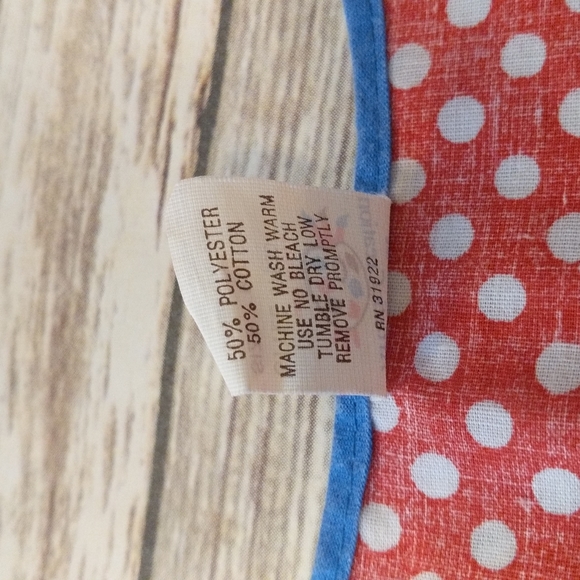 50% POLYESTER
50% COTTON
MACHINE WASH WARM
USE NO BLEACH
TUMBLE DRY LOW
REMOVE PROMPTLY
RN 31922